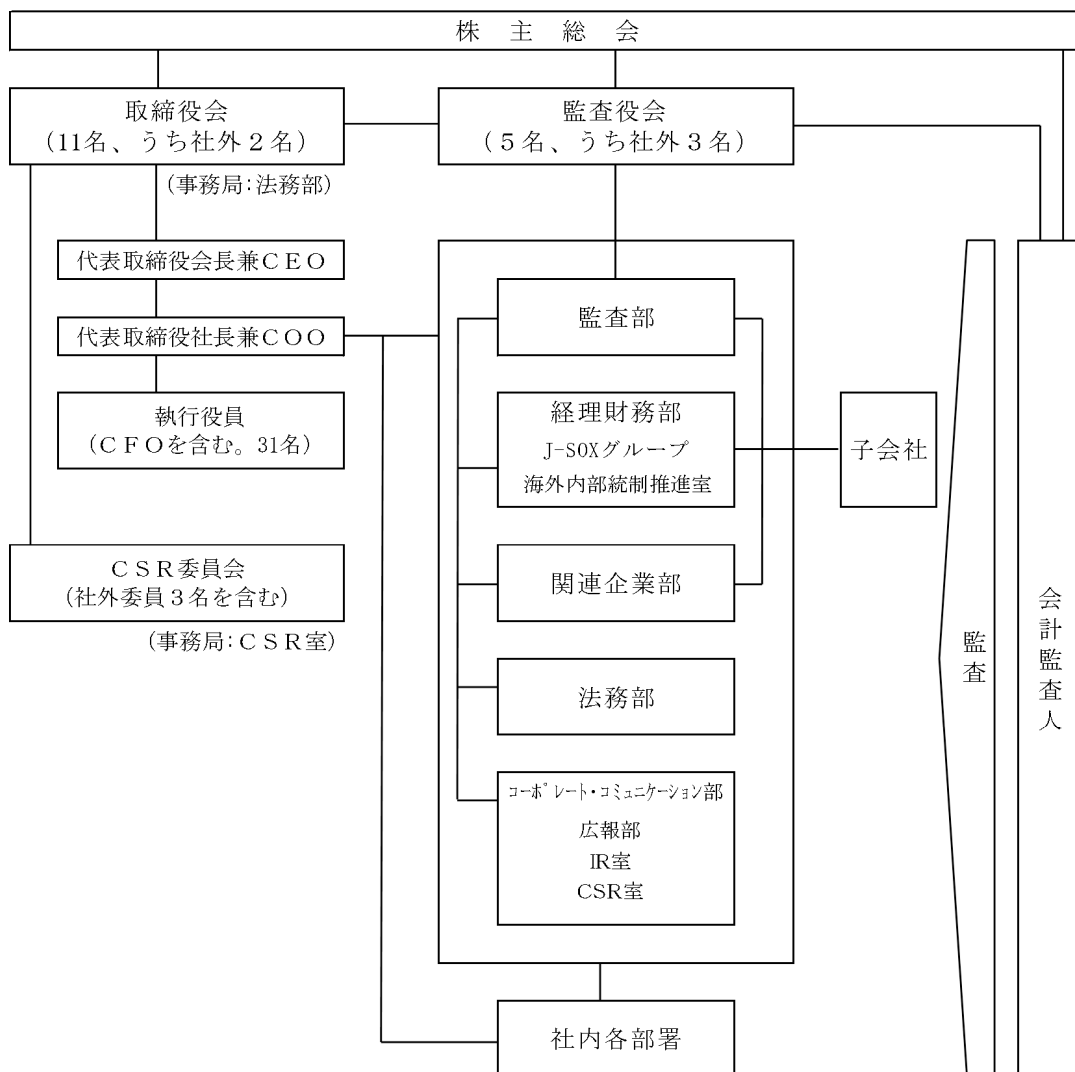 株主総会
取締役会
(11名、うち社外２名)
(事務局：法務部)
監査役会
(５名、うち社外３名)
代表取締役会長兼ＣＥＯ
代表取締役社長兼ＣＯＯ
執行役員
(ＣＦＯを含む。31名)
ＣＳＲ委員会
(社外委員３名を含む)
(事務局：ＣＳＲ室)
監査部
経理財務部
J-SOXグループ
海外内部統制推進室
関連企業部
法務部
コーポレート・コミュニケーション部
広報部
IR室
CSR室
社内各部署
子会社
監査
会計監査人